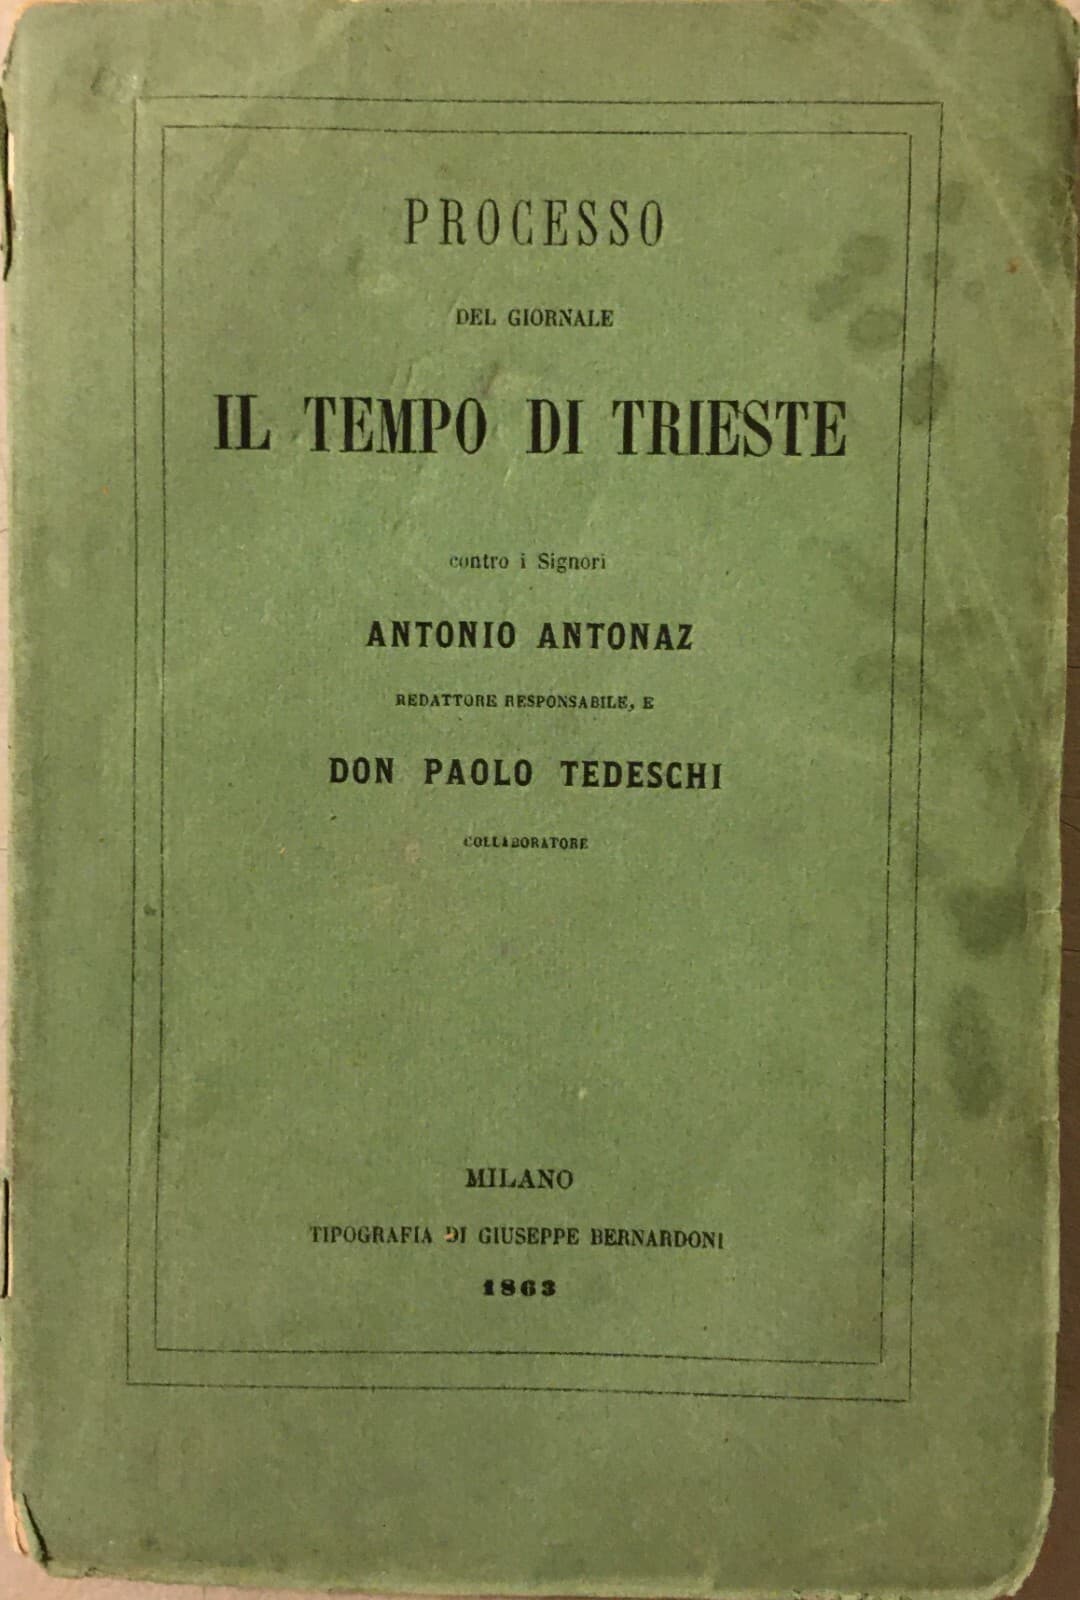 PROCESSO
DEL GIORNALE
IL TEMPO DI TRIESTE
contro i Signori
ANTONIO ANTONAZ
REDATTORE RESPONSABILE, E
DON PAOLO TEDESCHI
COLLABORATORE
MILANO
TIPOGRAFIA DI GIUSEPPE BERNARDONI
1863